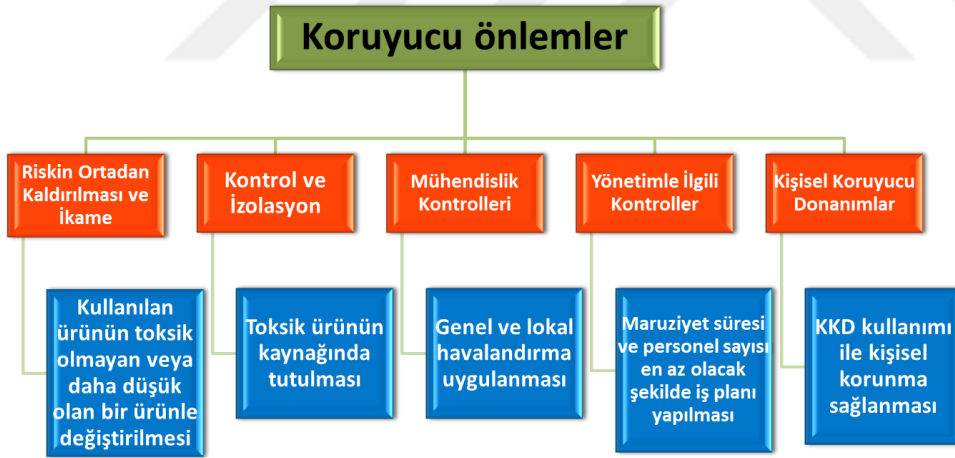 Koruyucu önlemler
Riskin Ortadan
Kaldırılması ve
İkame
Kontrol ve
İzolasyon
Mühendislik
Kontrolleri
Yönetimle İlgili
Kontroller
Kişisel Koruyucu
Donanımlar
Kullanılan
ürünün toksik
olmayan veya
daha düşük
olan bir ürünle
değiştirilmesi
Toksik ürünün
kaynağında
tutulması
Genel ve lokal
havalandırma
uygulanması
Maruziyet süresi
ve personel sayısı
en az olacak
şekilde iş planı
yapılması
KKD kullanımı
ile kişisel
korunma
sağlanması